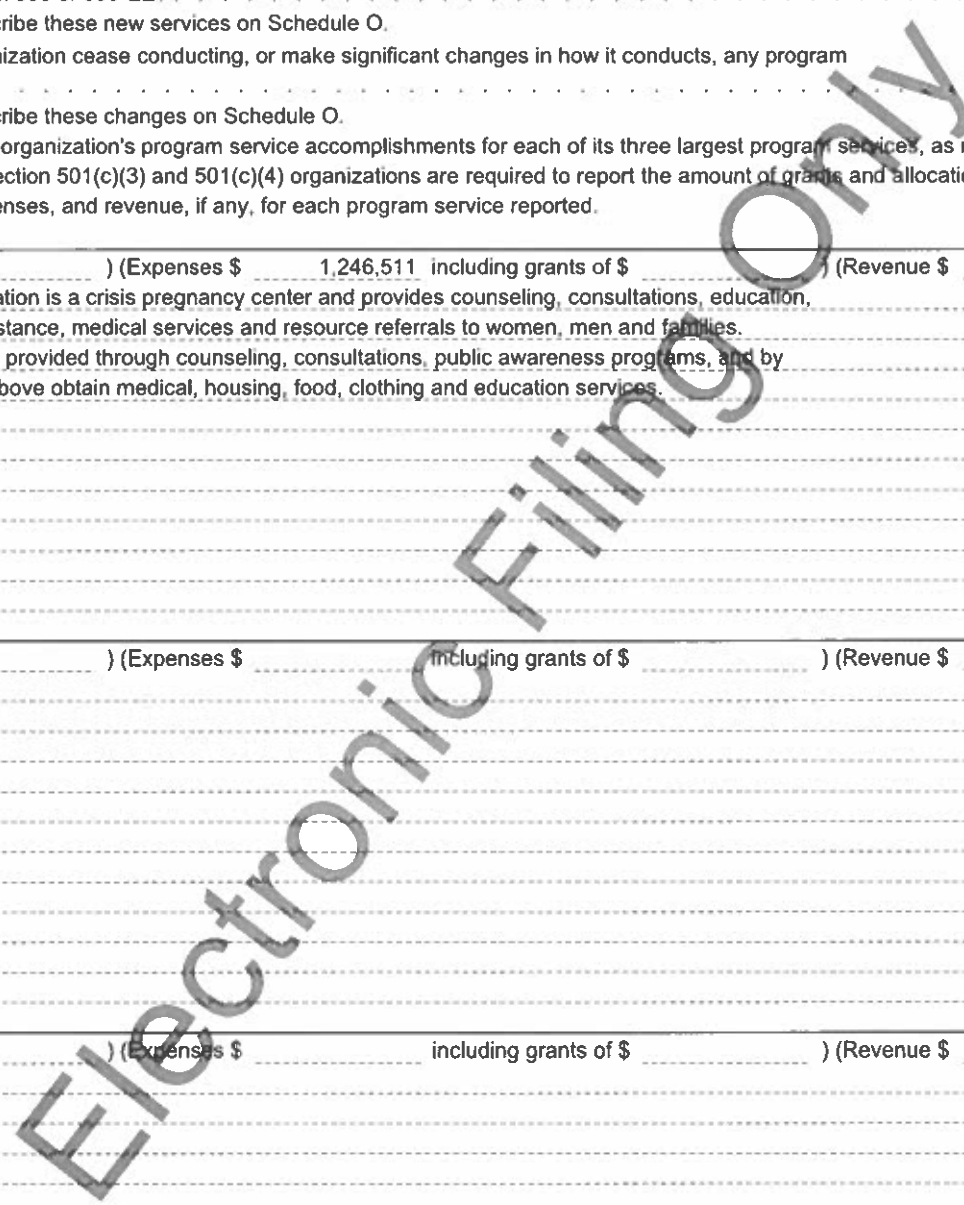 ribe these new services on Schedule O.
ization cease conducting, or make significant changes in how it conducts, any program
ribe these changes on Schedule O.
organization's program service accomplishments for each of its three largest program services, as
ection 501(c)(3) and 501(c)(4) organizations are required to report the amount of grants and allocati
enses, and revenue, if any, for each program service reported.
) (Expenses $ 1,246,511 including grants of $ ) (Revenue $
ation is a crisis pregnancy center and provides counseling, consultations, education,
stance, medical services and resource referrals to women, men and families.
provided through counseling, consultations, public awareness programs, and by
bove obtain medical, housing, food, clothing and education services.
) (Expenses $ including grants of $ ) (Revenue $
) (Expenses $ including grants of $ ) (Revenue $
Electronic Filing Only